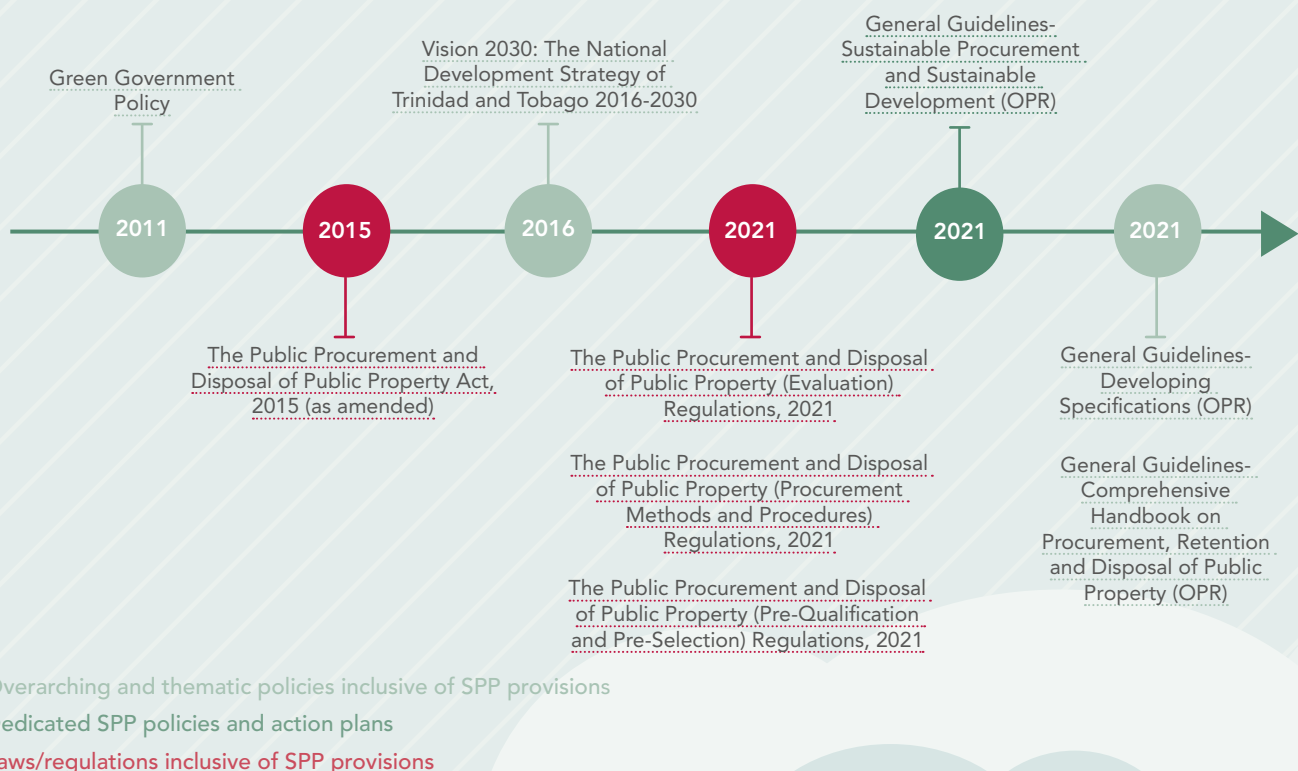 Green Government
Policy
Vision 2030: The National
Development Strategy of
Trinidad and Tobago 2016-2030
General Guidelines-
Sustainable Procurement
and Sustainable
Development (OPR)
2011
2015
2016
2021
2021
2021
The Public Procurement and
Disposal of Public Property Act,
2015 (as amended)
The Public Procurement and Disposal
of Public Property (Evaluation)
Regulations, 2021
The Public Procurement and Disposal
of Public Property (Procurement
Methods and Procedures)
Regulations, 2021
The Public Procurement and Disposal
of Public Property (Pre-Qualification
and Pre-Selection) Regulations, 2021
General Guidelines-
Developing
Specifications (OPR)
General Guidelines-
Comprehensive
Handbook on
Procurement, Retention
and Disposal of Public
Property (OPR)
verarching and thematic policies inclusive of SPP provisions
edicated SPP policies and action plans
aws/regulations inclusive of SPP provisions